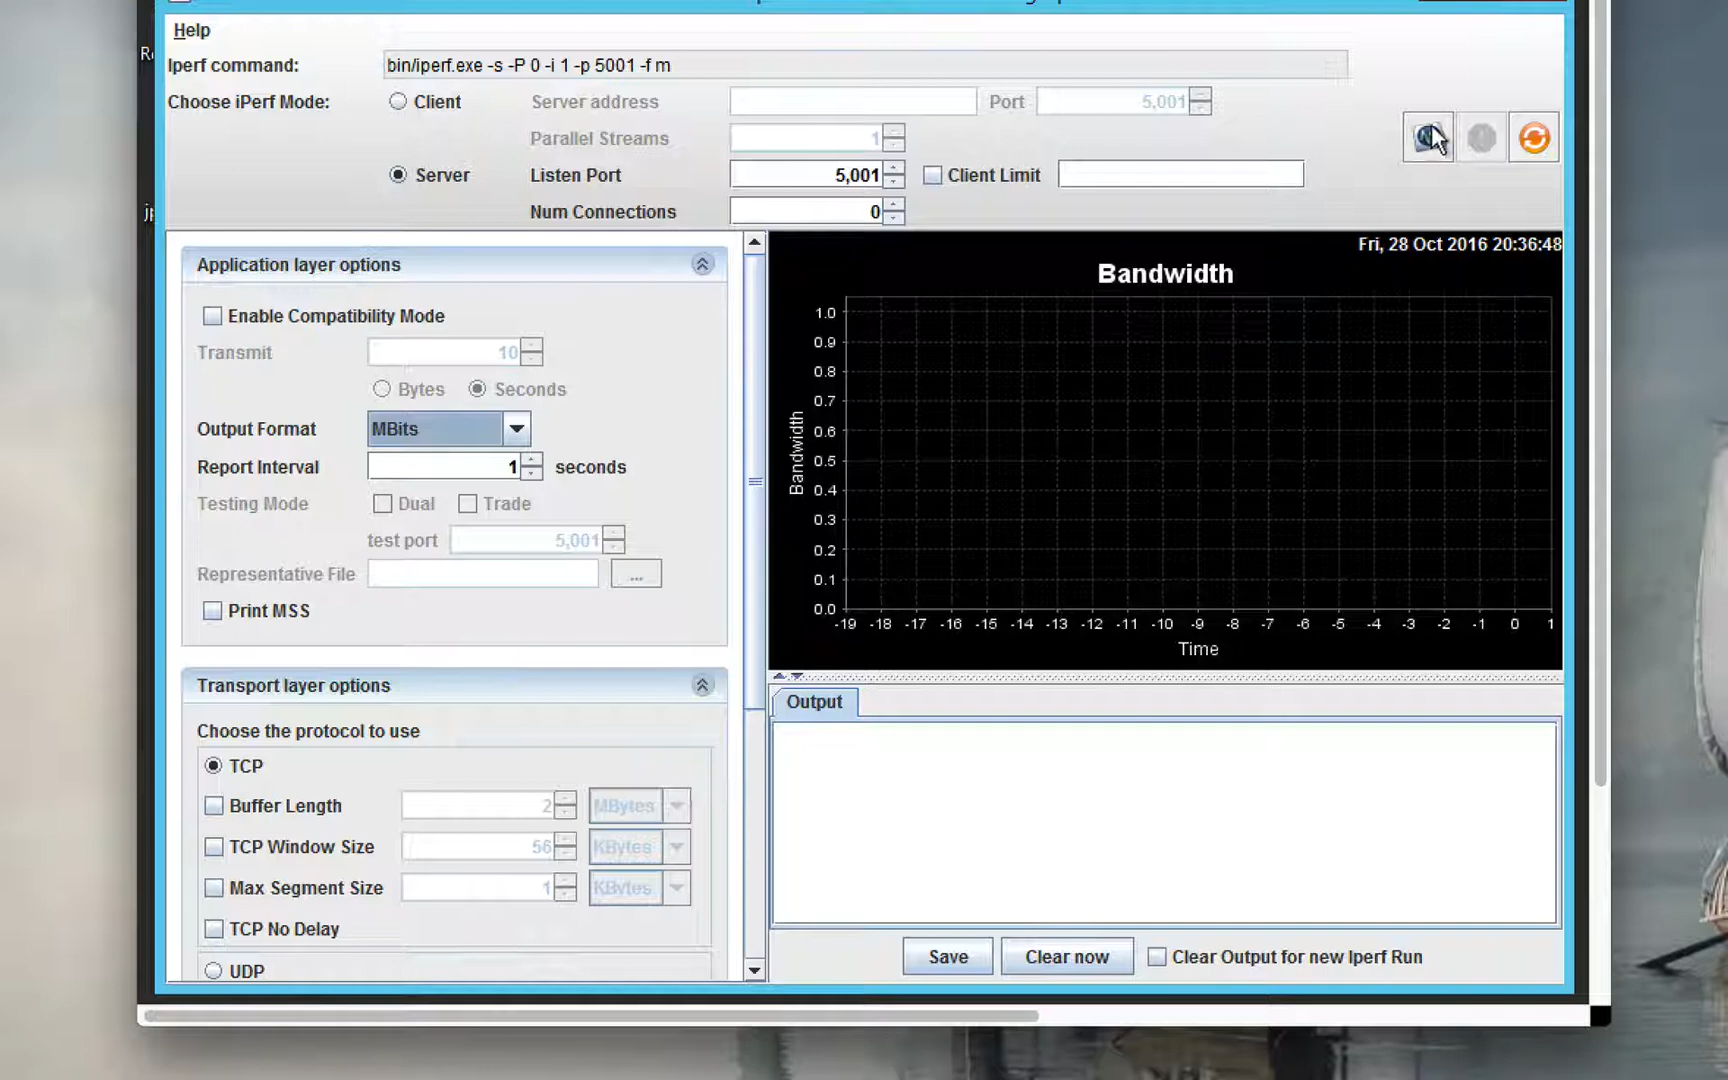 Help
Iperf command: bin/iperf.exe -s -P 0 -i 1 -p 5001 -f m
Choose iPerf Mode: Client Server address Port 5,001
Parallel Streams 1
Server Listen Port 5,001 Client Limit
Num Connections 0
Application layer options
Enable Compatibility Mode
Transmit 10
Bytes Seconds
Output Format MBits
Report Interval 1 seconds
Testing Mode Dual Trade
test port 5,001
Representative File ...
Print MSS
Transport layer options
Choose the protocol to use
TCP
Buffer Length 2 MBytes
TCP Window Size 56 KBytes
Max Segment Size 1 KBytes
TCP No Delay
UDP
Fri, 28 Oct 2016 20:36:48
Bandwidth
Bandwidth
1.0
0.9
0.8
0.7
0.6
0.5
0.4
0.3
0.2
0.1
0.0
-19 -18 -17 -16 -15 -14 -13 -12 -11 -10 -9 -8 -7 -6 -5 -4 -3 -2 -1 0 1
Time
Output
Save Clear now Clear Output for new Iperf Run